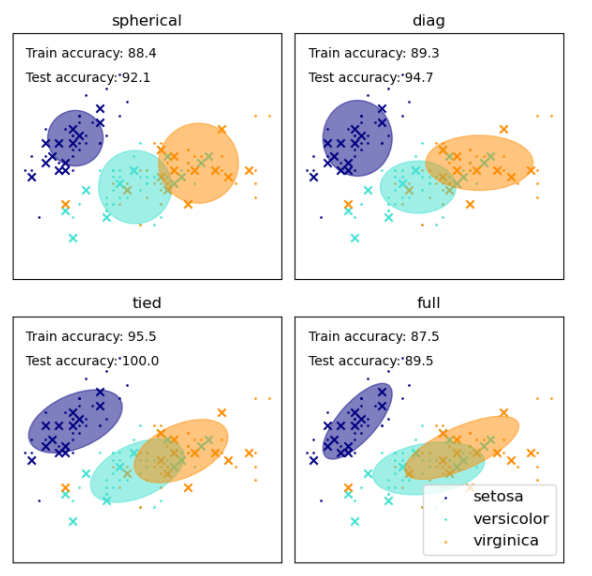 spherical
Train accuracy: 88.4
Test accuracy: 92.1
diag
Train accuracy: 89.3
Test accuracy: 94.7
tied
Train accuracy: 95.5
Test accuracy: 100.0
full
Train accuracy: 87.5
Test accuracy: 89.5
setosa
versicolor
virginica